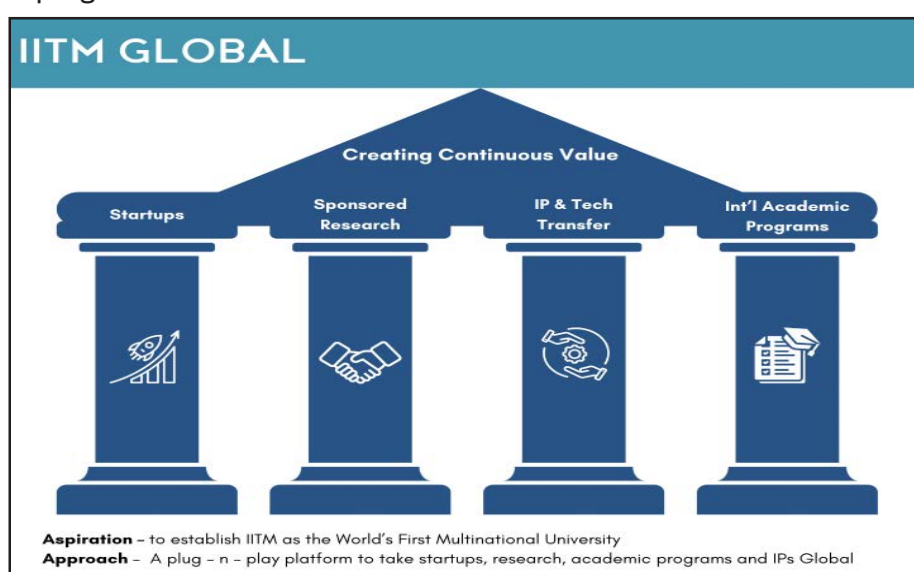 IITM GLOBAL
Creating Continuous Value
Startups
Sponsored
Research
IP & Tech
Transfer
Int'l Academic
Programs
Aspiration - to establish IITM as the World's First Multinational University
Approach - A plug - n - play platform to take startups, research, academic programs and IPs Global